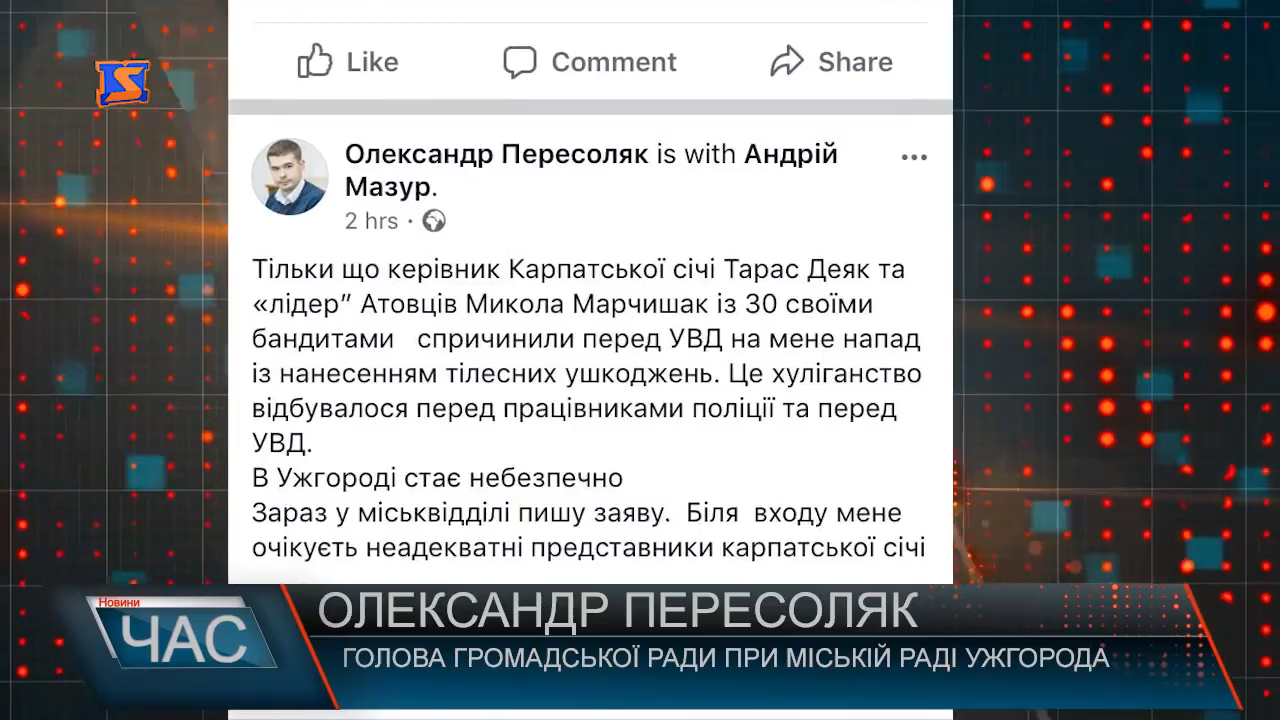 Like Comment Share
Олександр Пересоляк is with Андрій
Мазур.
2 hrs ·
Тільки що керівник Карпатської січі Тарас Деяк та
«лідер” Атовців Микола Марчишак із 30 своїми
бандитами спричинили перед УВД на мене напад
із нанесенням тілесних ушкоджень. Це хуліганство
відбувалося перед працівниками поліції та перед
УВД.
В Ужгороді стає небезпечно
Зараз у міськвідділі пишу заяву. Біля входу мене
очікуєть неадекватні представники карпатської січі
Новини
ЧАС
ОЛЕКСАНДР ПЕРЕСОЛЯК
ГОЛОВА ГРОМАДСЬКОЇ РАДИ ПРИ МІСЬКІЙ РАДІ УЖГОРОДА